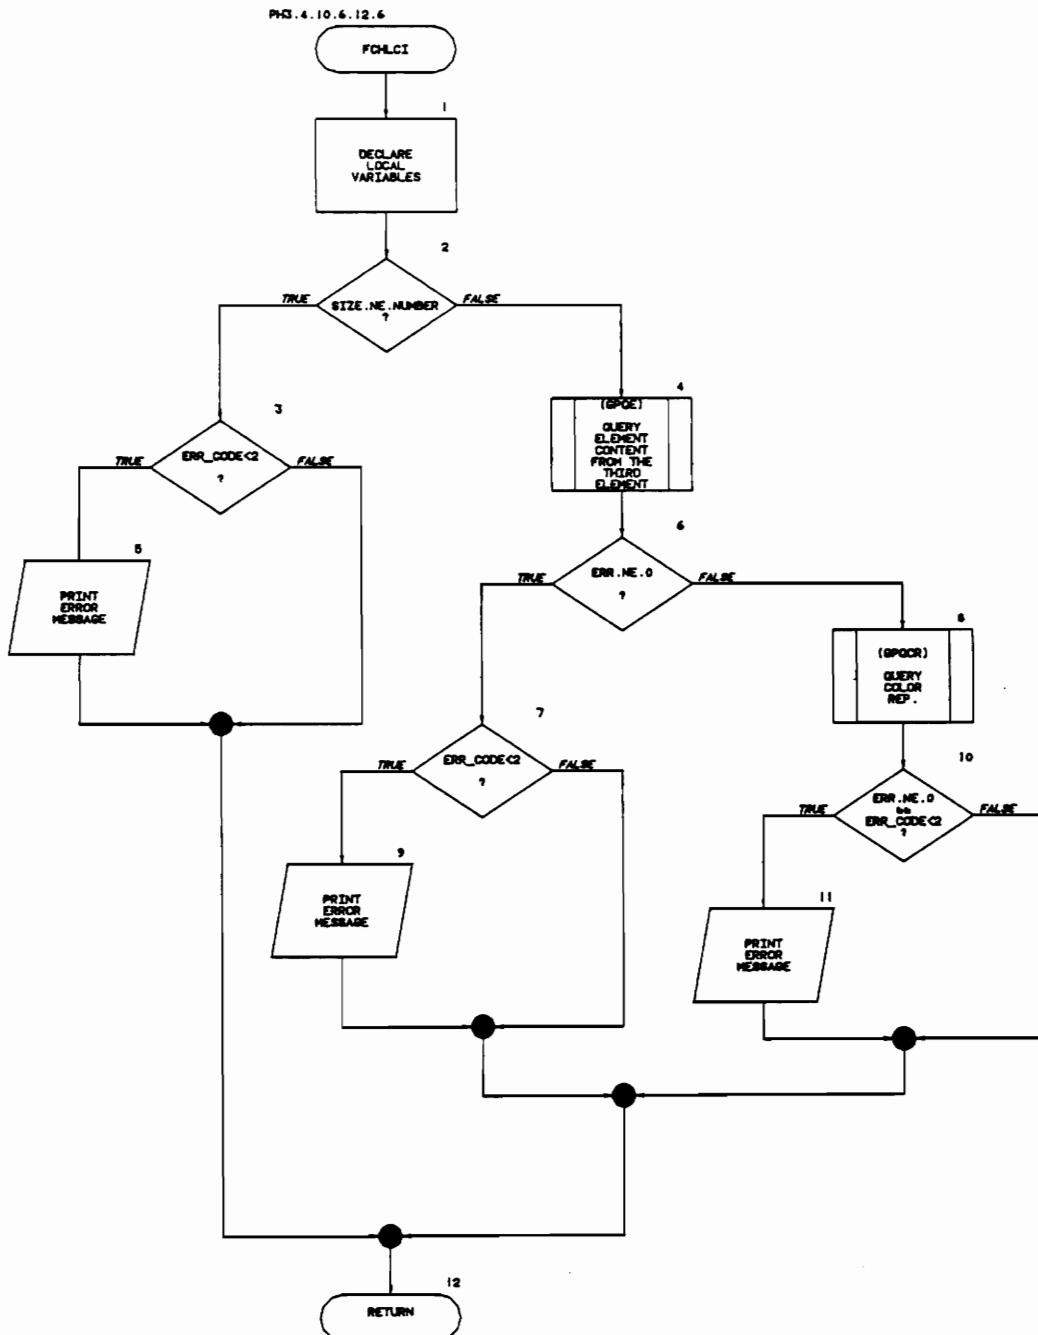 PH3.4.10.6.12.6
FCHLCI
1
DECLARE
LOCAL
VARIABLES
2
TRUE
SIZE.NE.NUMBER
?
FALSE
3
TRUE
ERR_CODE<2
?
FALSE
4
(GPQE)
QUERY
ELEMENT
CONTENT
FROM THE
THIRD
ELEMENT
5
PRINT
ERROR
MESSAGE
6
TRUE
ERR.NE.0
?
FALSE
7
TRUE
ERR_CODE<2
?
FALSE
8
(GPQCR)
QUERY
COLOR
REP.
9
PRINT
ERROR
MESSAGE
10
TRUE
ERR.NE.0
&&
ERR_CODE<2
?
FALSE
11
PRINT
ERROR
MESSAGE
12
RETURN